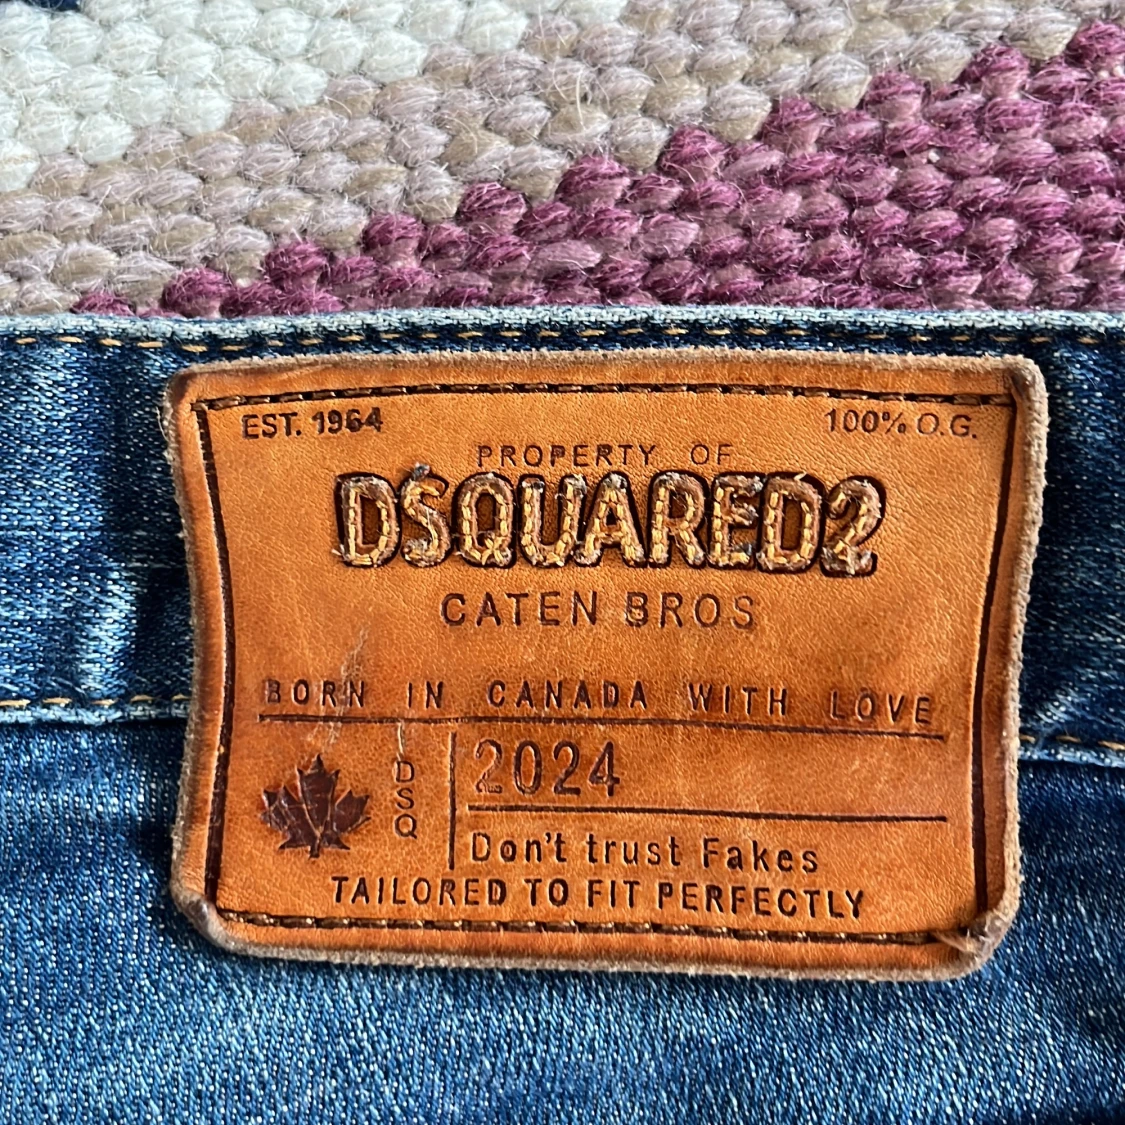 EST. 1964
100% O.G.
PROPERTY OF
DSQUARED2
CATEN BROS
BORN IN CANADA WITH LOVE
DSQ
2024
Don't trust Fakes
TAILORED TO FIT PERFECTLY